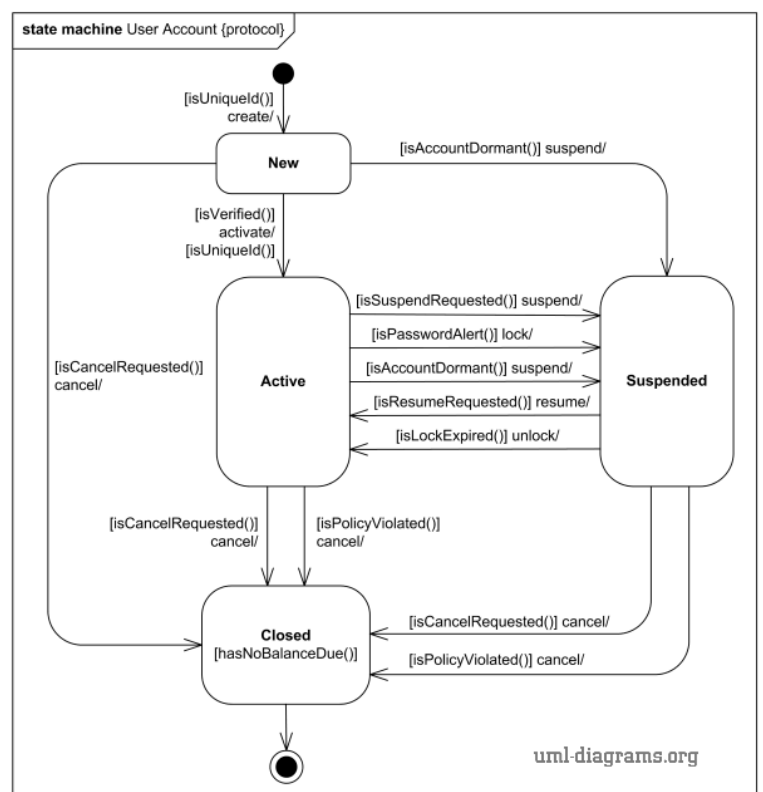 state machine User Account {protocol}
[isUniqueId()]
create/
New
[isAccountDormant()] suspend/
[isVerified()]
activate/
[isUniqueId()]
[isSuspendRequested()] suspend/
[isPasswordAlert()] lock/
[isCancelRequested()]
cancel/
Active
[isAccountDormant()] suspend/
Suspended
[isResumeRequested()] resume/
[isLockExpired()] unlock/
[isCancelRequested()]
cancel/
[isPolicyViolated()]
cancel/
Closed
[hasNoBalanceDue()]
[isCancelRequested()] cancel/
[isPolicyViolated()] cancel/
uml-diagrams.org